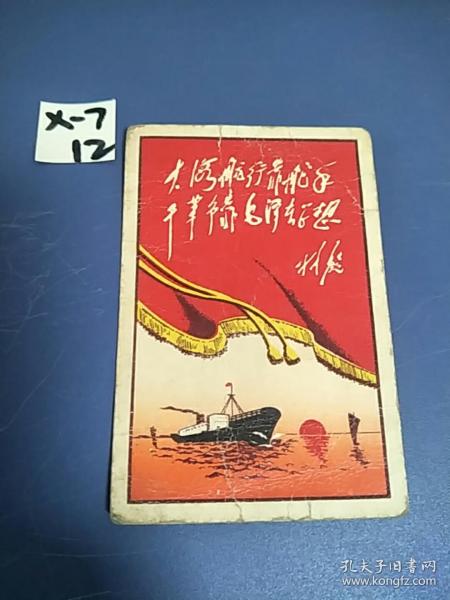 X-7
12
大海航行靠舵手
干革命靠毛泽东思想
林彪
孔夫子旧书网
www.kongfz.com